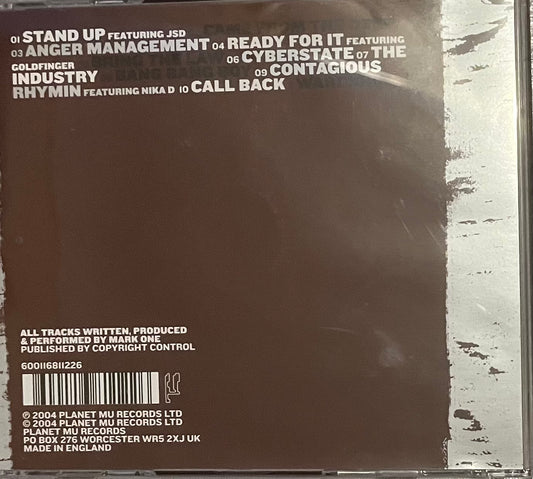 01 STAND UP FEATURING JSD
03 ANGER MANAGEMENT 04 READY FOR IT FEATURING
GOLDFINGER 06 CYBERSTATE 07 THE
INDUSTRY 09 CONTAGIOUS
RHYMIN FEATURING NIKA D 10 CALL BACK
ALL TRACKS WRITTEN, PRODUCED
& PERFORMED BY MARK ONE
PUBLISHED BY COPYRIGHT CONTROL
600116811226
℗ 2004 PLANET MU RECORDS LTD
© 2004 PLANET MU RECORDS LTD
PLANET MU RECORDS
PO BOX 276 WORCESTER WR5 2XJ UK
MADE IN ENGLAND